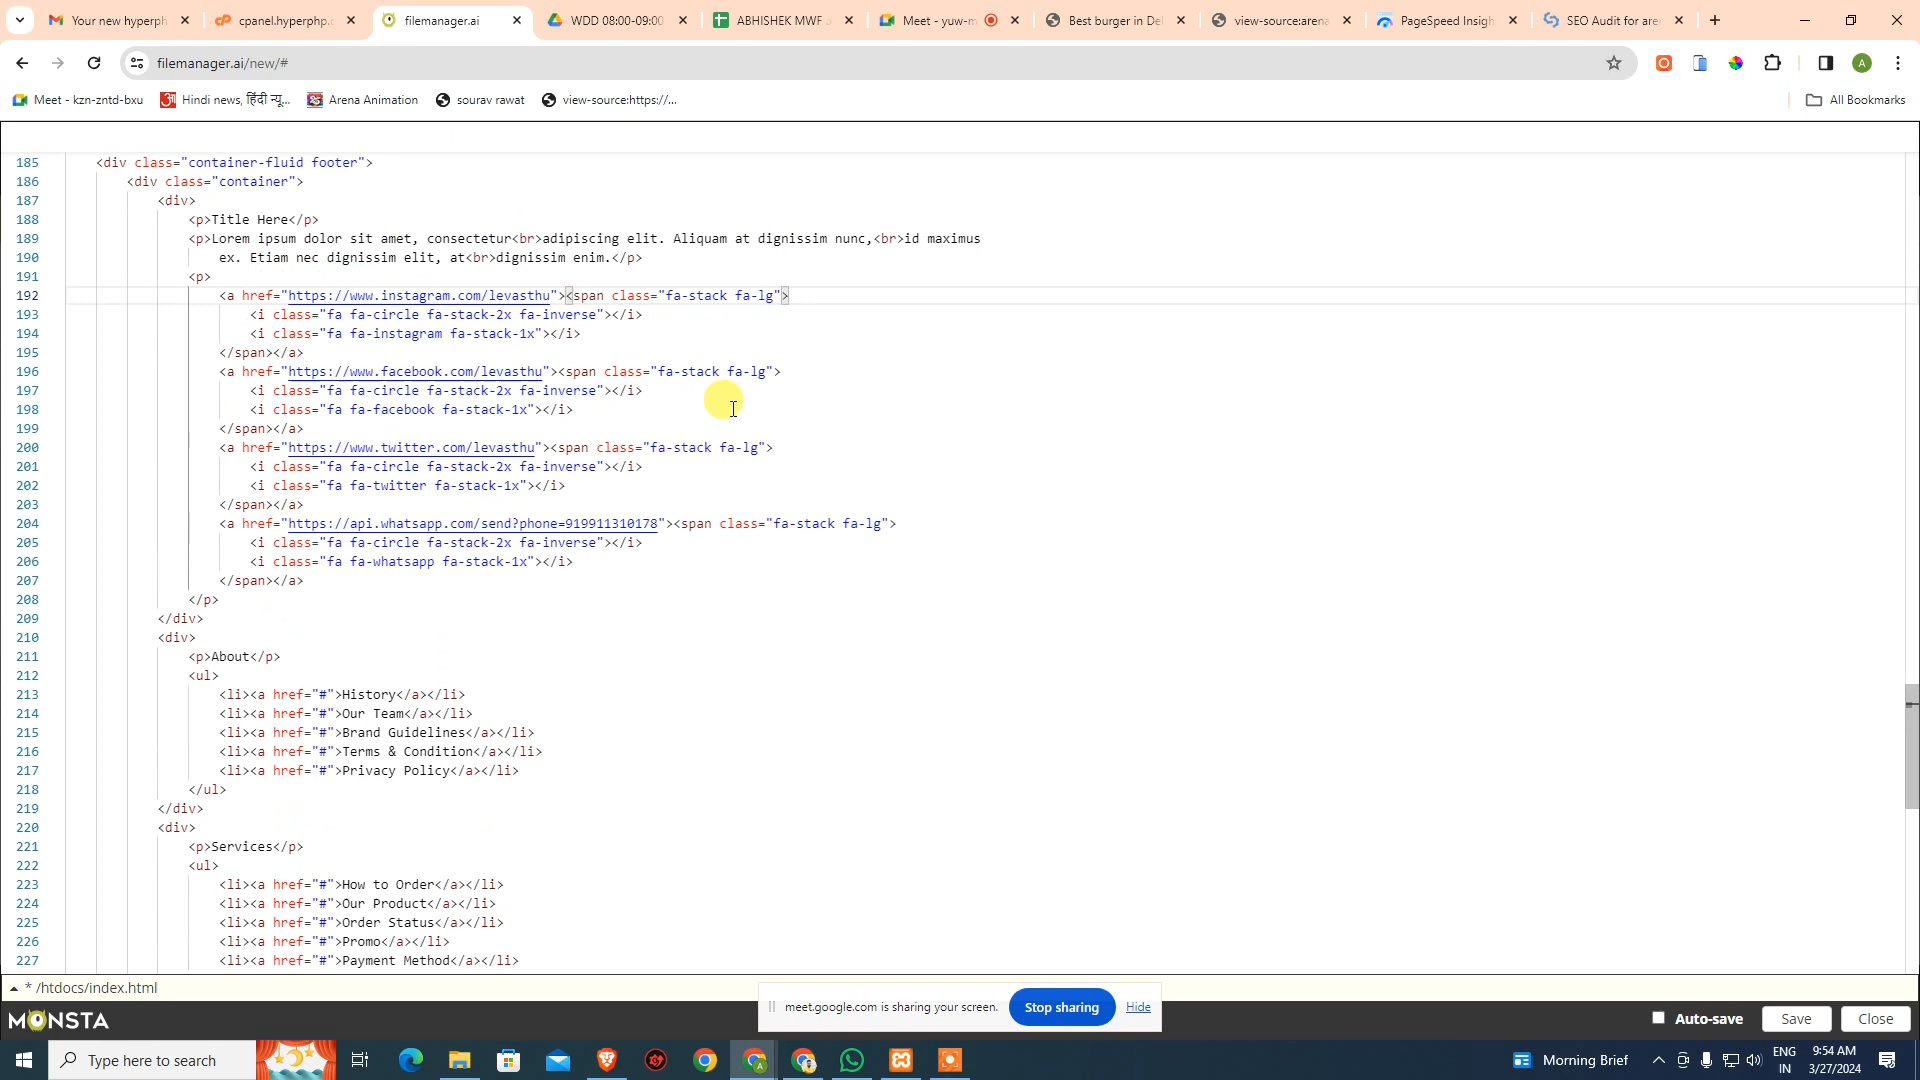 Your new hyperph
cpanel.hyperphp.c
filemanager.ai
WDD 08:00-09:00
ABHISHEK MWF
Meet - yuw-m
Best burger in Del
view-source:arena
PageSpeed Insigh
SEO Audit for are
filemanager.ai/new/#
A
Meet - kzn-zntd-bxu
Hindi news, हिंदी न्यू...
Arena Animation
sourav rawat
view-source:https://...
All Bookmarks
185 <div class="container-fluid footer">
186 <div class="container">
187 <div>
188 <p>Title Here</p>
189 <p>Lorem ipsum dolor sit amet, consectetur<br>adipiscing elit. Aliquam at dignissim nunc,<br>id maximus
190 ex. Etiam nec dignissim elit, at<br>dignissim enim.</p>
191 <p>
192 <a href="https://www.instagram.com/levasthu"><span class="fa-stack fa-lg">
193 <i class="fa fa-circle fa-stack-2x fa-inverse"></i>
194 <i class="fa fa-instagram fa-stack-1x"></i>
195 </span></a>
196 <a href="https://www.facebook.com/levasthu"><span class="fa-stack fa-lg">
197 <i class="fa fa-circle fa-stack-2x fa-inverse"></i>
198 <i class="fa fa-facebook fa-stack-1x"></i>
199 </span></a>
200 <a href="https://www.twitter.com/levasthu"><span class="fa-stack fa-lg">
201 <i class="fa fa-circle fa-stack-2x fa-inverse"></i>
202 <i class="fa fa-twitter fa-stack-1x"></i>
203 </span></a>
204 <a href="https://api.whatsapp.com/send?phone=919911310178"><span class="fa-stack fa-lg">
205 <i class="fa fa-circle fa-stack-2x fa-inverse"></i>
206 <i class="fa fa-whatsapp fa-stack-1x"></i>
207 </span></a>
208 </p>
209 </div>
210 <div>
211 <p>About</p>
212 <ul>
213 <li><a href="#">History</a></li>
214 <li><a href="#">Our Team</a></li>
215 <li><a href="#">Brand Guidelines</a></li>
216 <li><a href="#">Terms & Condition</a></li>
217 <li><a href="#">Privacy Policy</a></li>
218 </ul>
219 </div>
220 <div>
221 <p>Services</p>
222 <ul>
223 <li><a href="#">How to Order</a></li>
224 <li><a href="#">Our Product</a></li>
225 <li><a href="#">Order Status</a></li>
226 <li><a href="#">Promo</a></li>
227 <li><a href="#">Payment Method</a></li>
* /htdocs/index.html
meet.google.com is sharing your screen.
Stop sharing
Hide
MONSTA
Auto-save
Save
Close
Type here to search
Morning Brief
ENG
IN
9:54 AM
3/27/2024